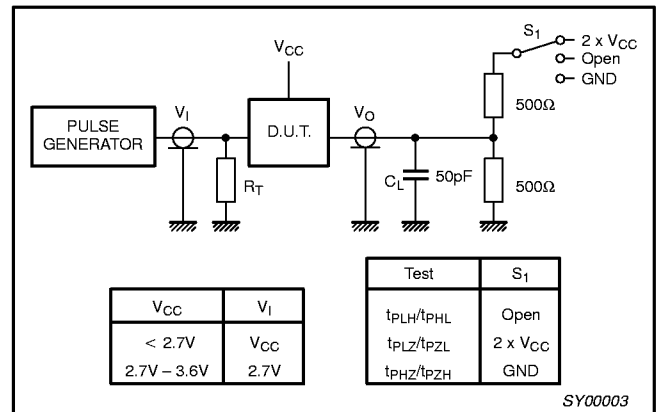 S1
2 x VCC
Open
GND
VCC
500Ω
VI
VO
PULSE GENERATOR
D.U.T.
RT
CL
50pF
500Ω
VCC VI
< 2.7V VCC
2.7V – 3.6V 2.7V
Test S1
tPLH/tPHL Open
tPLZ/tPZL 2 x VCC
tPHZ/tPZH GND
SY00003